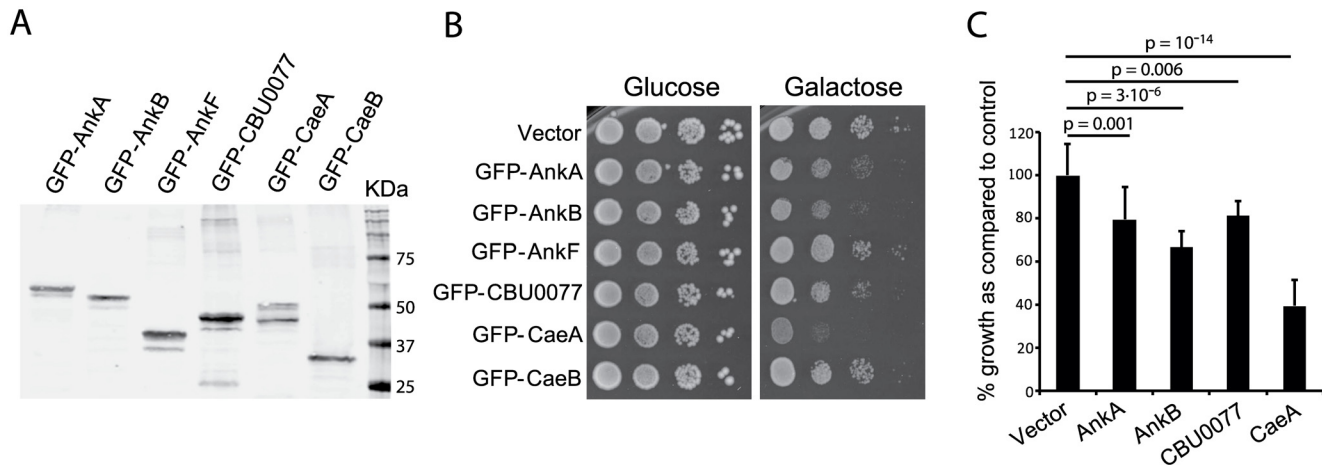 A
GFP-AnkA
GFP-AnkB
GFP-AnkF
GFP-CBU0077
GFP-CaeA
GFP-CaeB
KDa
75
50
37
25
B
Glucose
Galactose
Vector
GFP-AnkA
GFP-AnkB
GFP-AnkF
GFP-CBU0077
GFP-CaeA
GFP-CaeB
C
p = 10⁻¹⁴
p = 0.006
p = 3·10⁻⁶
p = 0.001
% growth as compared to control
120
100
80
60
40
20
0
Vector
AnkA
AnkB
CBU0077
CaeA